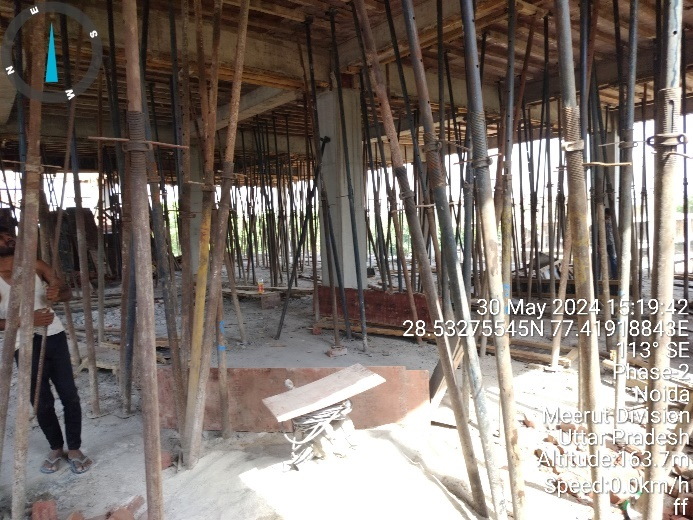 E
S
N
W
30 May 2024 15:19:42
28.53275545N 77.41918843E
113° SE
Phase-2
Noida
Meerut Division
Uttar Pradesh
Altitude:163.7m
Speed:0.0km/h
ff